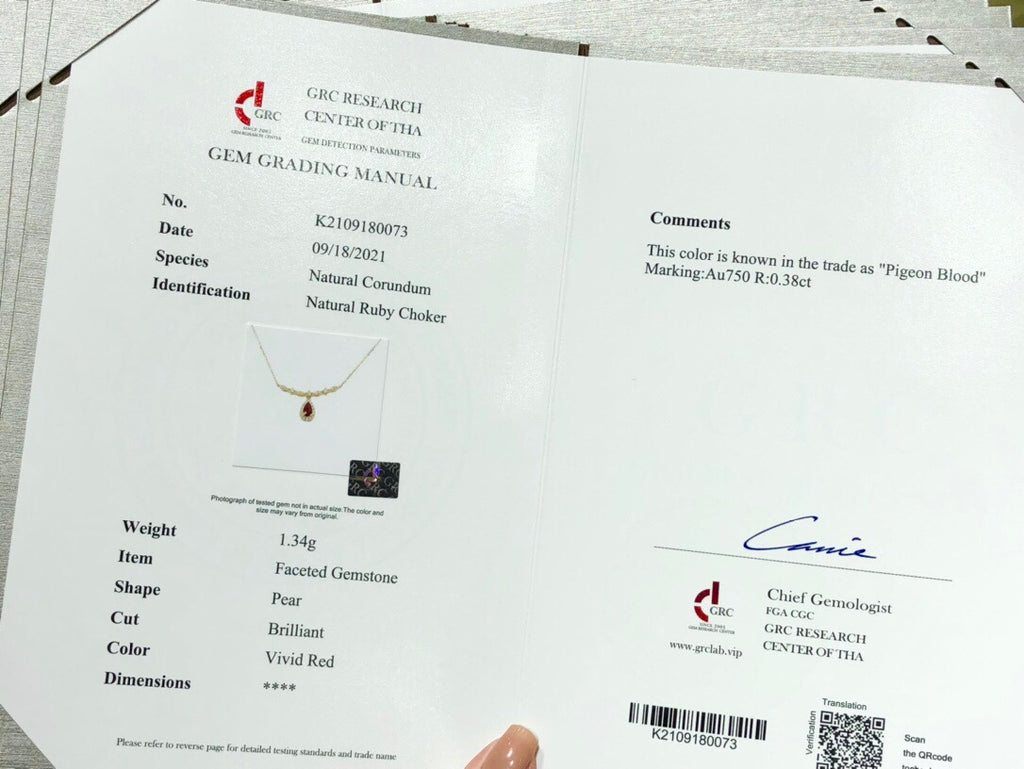 GRC
SINCE 2005
GEM RESEARCH CENTER
GRC RESEARCH
CENTER OF THA
GEM DETECTION PARAMETERS
GEM GRADING MANUAL
No. K2109180073
Date 09/18/2021
Species Natural Corundum
Identification Natural Ruby Choker
GRC
Photograph of tested gem not in actual size:The color and
size may vary from original.
Weight 1.34g
Item Faceted Gemstone
Shape Pear
Cut Brilliant
Color Vivid Red
Dimensions ****
Please refer to reverse page for detailed testing standards and trade name
Comments
This color is known in the trade as "Pigeon Blood"
Marking:Au750 R:0.38ct
Carrie
GRC
SINCE 2005
GEM RESEARCH CENTER
www.grclab.vip
Chief Gemologist
FGA CGC
GRC RESEARCH
CENTER OF THA
K2109180073
Translation
Verification
Scan
the QRcode